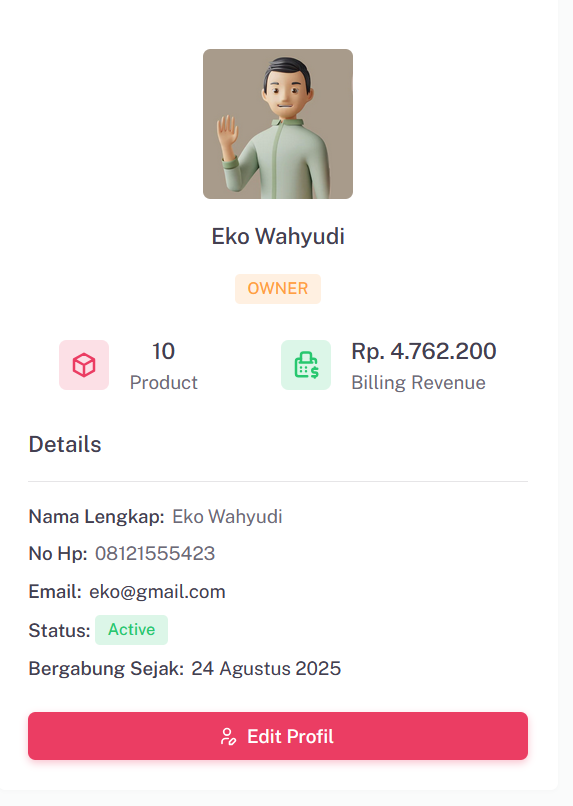 Eko Wahyudi
OWNER
10
Product
Rp. 4.762.200
Billing Revenue
Details
Nama Lengkap: Eko Wahyudi
No Hp: 08121555423
Email: eko@gmail.com
Status: Active
Bergabung Sejak: 24 Agustus 2025
Edit Profil